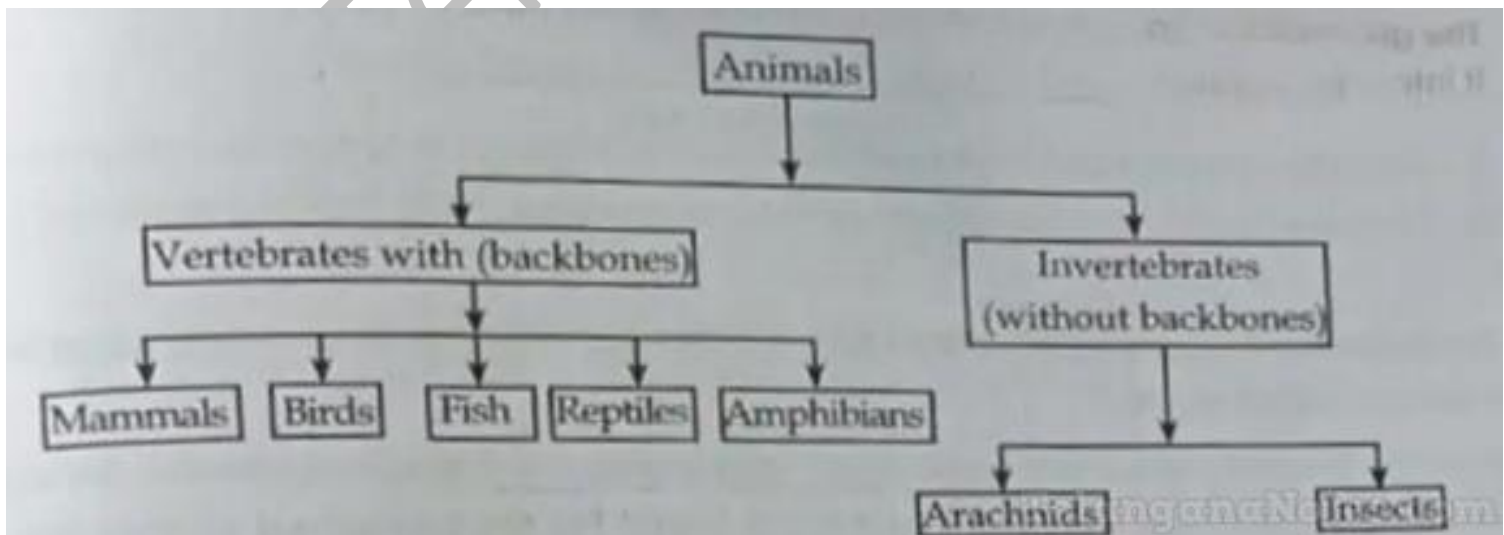 Animals
Vertebrates with (backbones)
Invertebrates
(without backbones)
Mammals
Birds
Fish
Reptiles
Amphibians
Arachnids
Insects